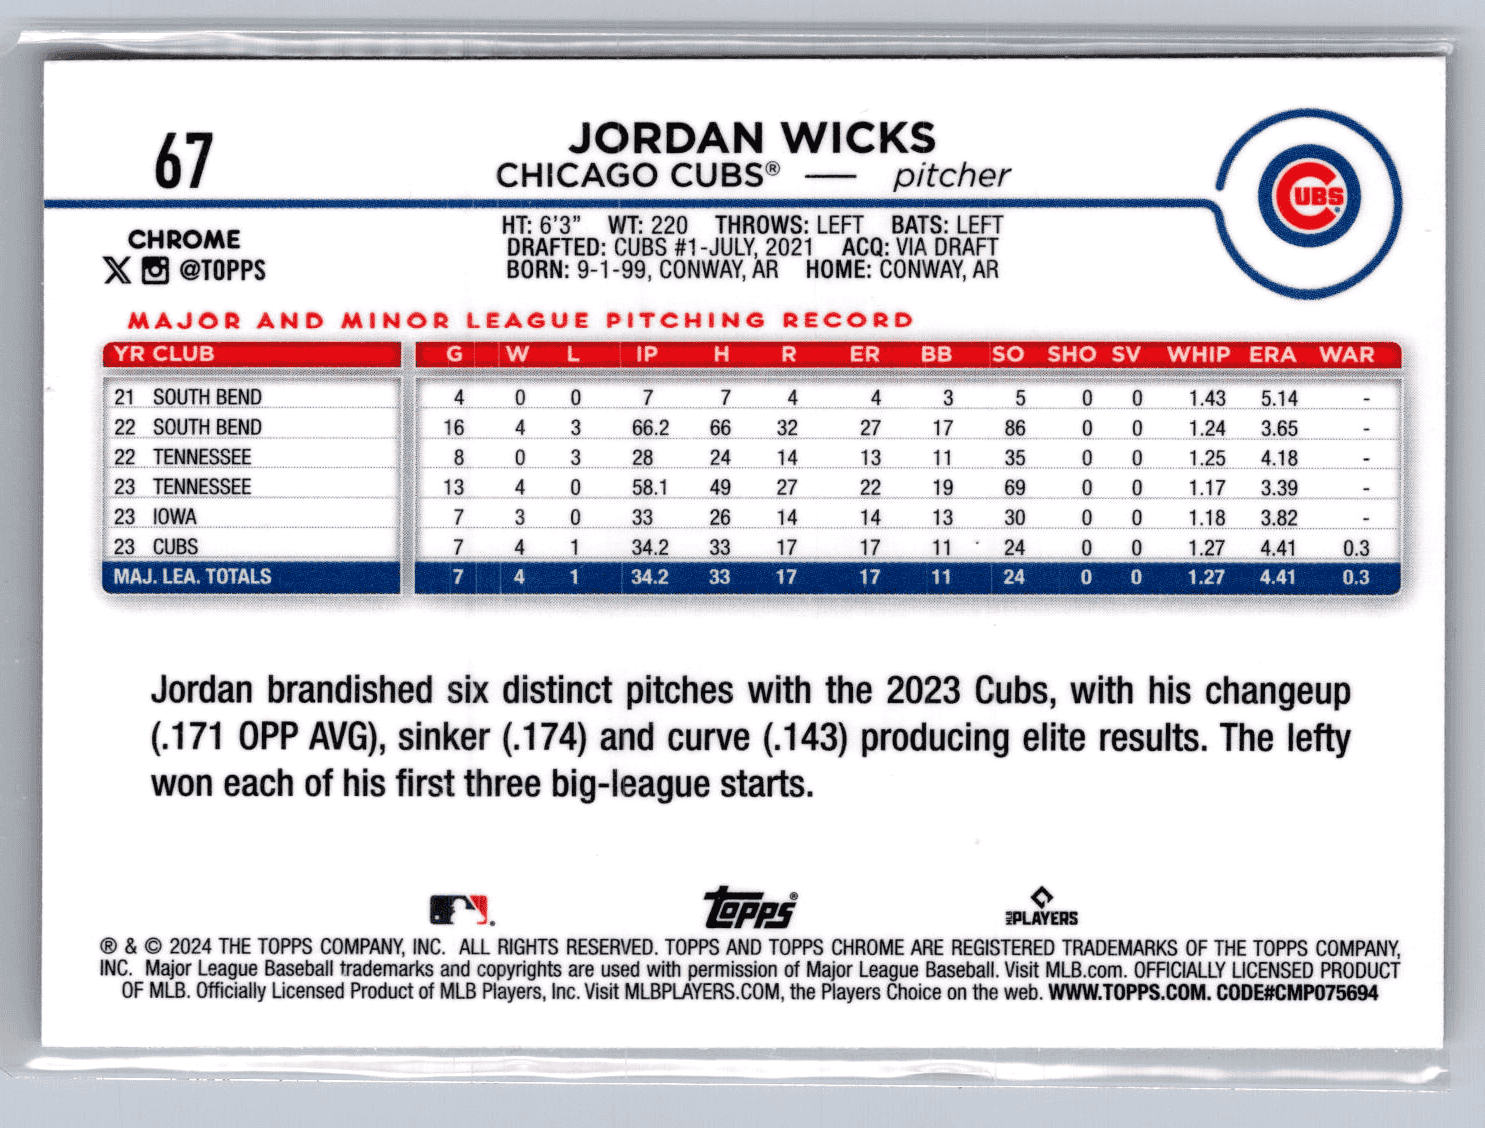 67
JORDAN WICKS
CHICAGO CUBS® — pitcher
CUBS
CHROME
X @TOPPS
HT: 6'3" WT: 220 THROWS: LEFT BATS: LEFT
DRAFTED: CUBS #1-JULY, 2021 ACQ: VIA DRAFT
BORN: 9-1-99, CONWAY, AR HOME: CONWAY, AR
MAJOR AND MINOR LEAGUE PITCHING RECORD
YR CLUB G W L IP H R ER BB SO SHO SV WHIP ERA WAR
21 SOUTH BEND 4 0 0 7 7 4 4 3 5 0 0 1.43 5.14 -
22 SOUTH BEND 16 4 3 66.2 66 32 27 17 86 0 0 1.24 3.65 -
22 TENNESSEE 8 0 3 28 24 14 13 11 35 0 0 1.25 4.18 -
23 TENNESSEE 13 4 0 58.1 49 27 22 19 69 0 0 1.17 3.39 -
23 IOWA 7 3 0 33 26 14 14 13 30 0 0 1.18 3.82 -
23 CUBS 7 4 1 34.2 33 17 17 11 24 0 0 1.27 4.41 0.3
MAJ. LEA. TOTALS 7 4 1 34.2 33 17 17 11 24 0 0 1.27 4.41 0.3
Jordan brandished six distinct pitches with the 2023 Cubs, with his changeup
(.171 OPP AVG), sinker (.174) and curve (.143) producing elite results. The lefty
won each of his first three big-league starts.
topps® MLB PLAYERS
® & © 2024 THE TOPPS COMPANY, INC. ALL RIGHTS RESERVED. TOPPS AND TOPPS CHROME ARE REGISTERED TRADEMARKS OF THE TOPPS COMPANY,
INC. Major League Baseball trademarks and copyrights are used with permission of Major League Baseball. Visit MLB.com. OFFICIALLY LICENSED PRODUCT
OF MLB. Officially Licensed Product of MLB Players, Inc. Visit MLBPLAYERS.COM, the Players Choice on the web. WWW.TOPPS.COM. CODE#CMP075694